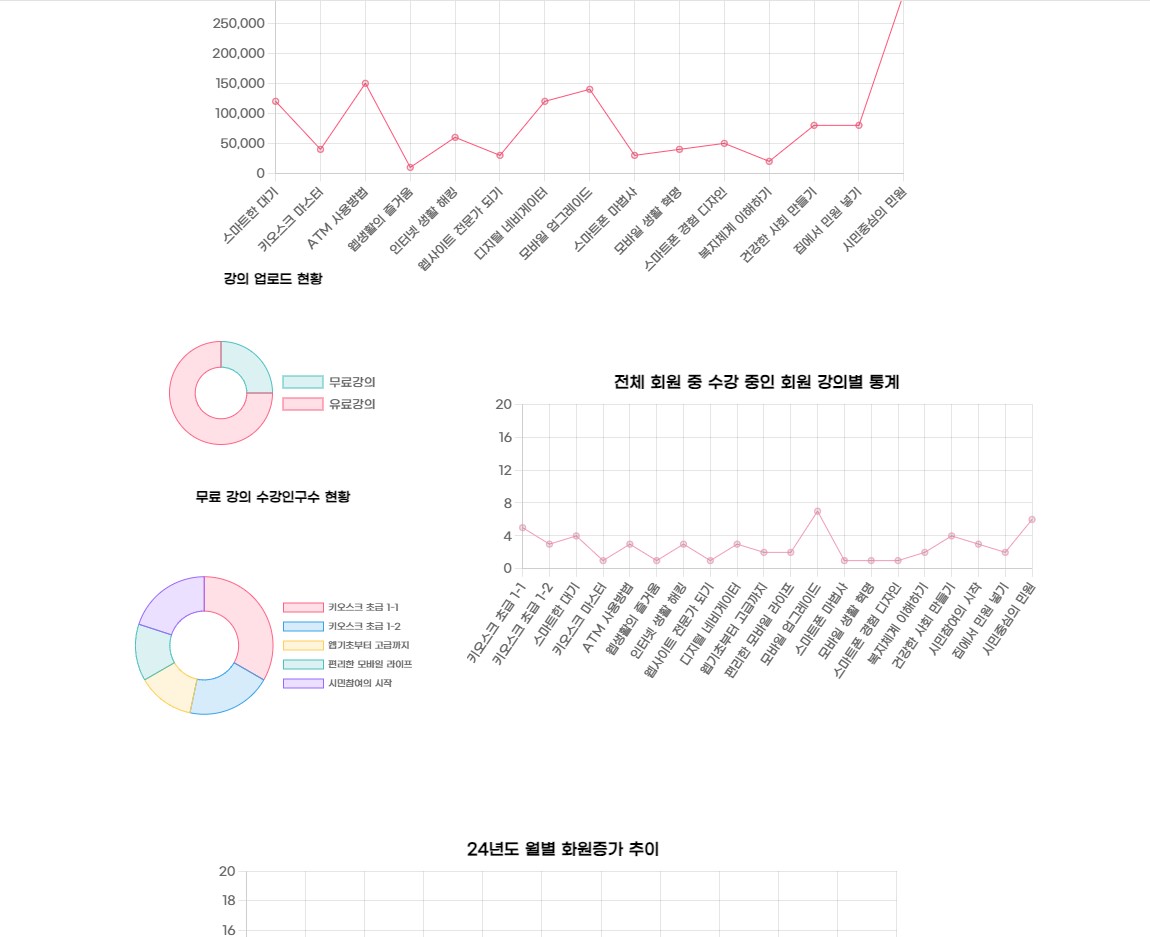 250,000
200,000
150,000
100,000
50,000
0
스마트한 대기
키오스크 마스터
ATM 사용방법
웹생활의 즐거움
인터넷 생활 해킹
웹사이트 전문가 되기
디지털 네비게이터
모바일 업그레이드
스마트폰 마법사
모바일 생활 혁명
스마트폰 경험 디자인
복지체계 이해하기
건강한 사회 만들기
집에서 민원 넣기
시민중심의 민원
강의 업로드 현황
무료강의
유료강의
전체 회원 중 수강 중인 회원 강의별 통계
20
16
12
8
4
0
키오스크 초급 1-1
키오스크 초급 1-2
스마트한 대기
키오스크 마스터
ATM 사용방법
웹생활의 즐거움
인터넷 생활 해킹
웹사이트 전문가 되기
디지털 네비게이터
웹기초부터 고급까지
편리한 모바일 라이프
모바일 업그레이드
스마트폰 마법사
모바일 생활 혁명
스마트폰 경험 디자인
복지체계 이해하기
건강한 사회 만들기
시민참여의 시작
집에서 민원 넣기
시민중심의 민원
무료 강의 수강인구수 현황
키오스크 초급 1-1
키오스크 초급 1-2
웹기초부터 고급까지
편리한 모바일 라이프
시민참여의 시작
24년도 월별 화원증가 추이
20
18
16